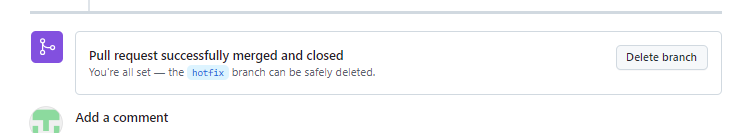 Pull request successfully merged and closed
Delete branch
You're all set — the hotfix branch can be safely deleted.
Add a comment